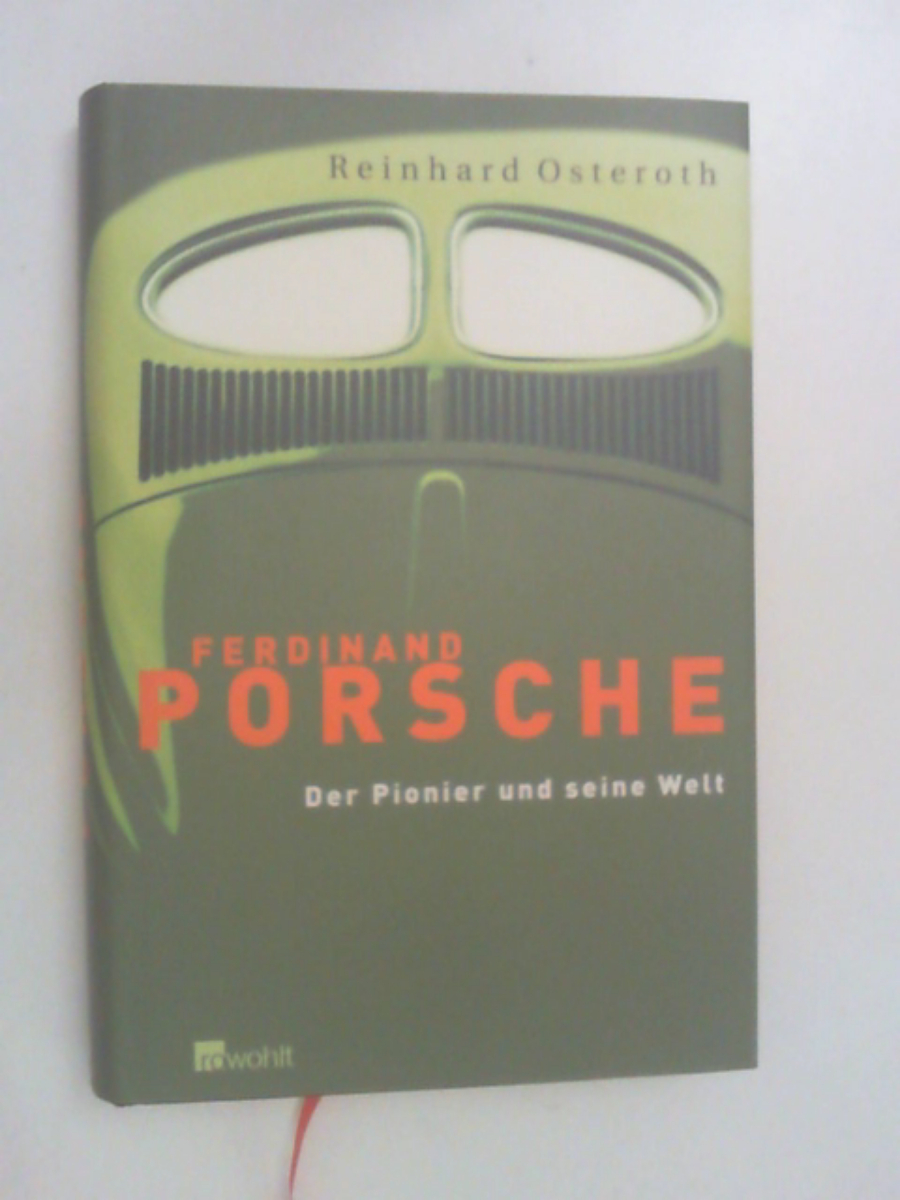 Reinhard Osteroth
FERDINAND
PORSCHE
Der Pionier und seine Welt
rowohlt